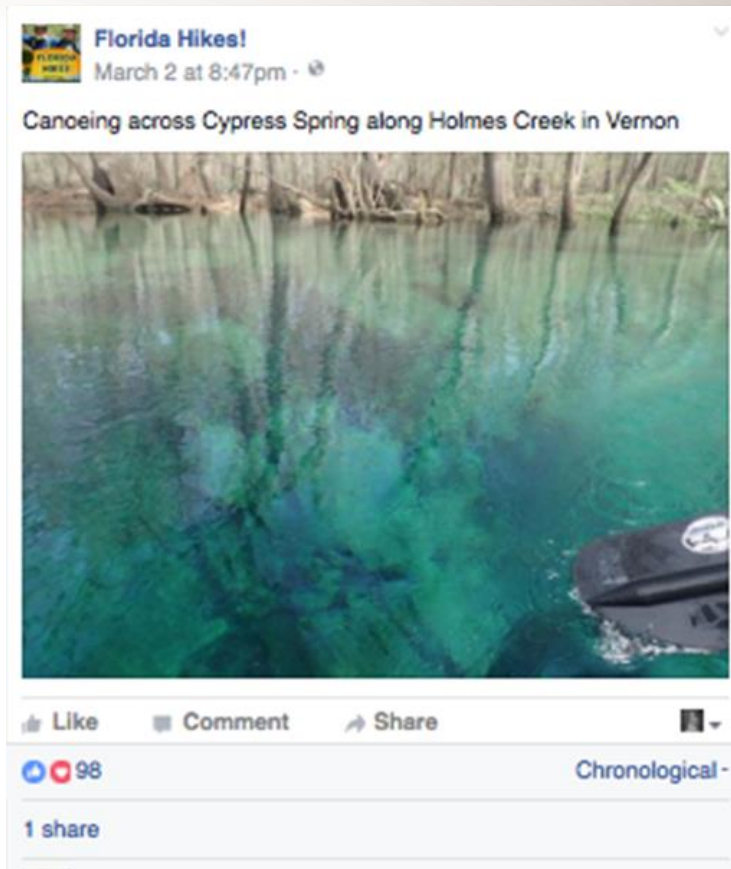 Florida Hikes!
March 2 at 8:47pm ·
Canoeing across Cypress Spring along Holmes Creek in Vernon
Like Comment Share
98 Chronological
1 share